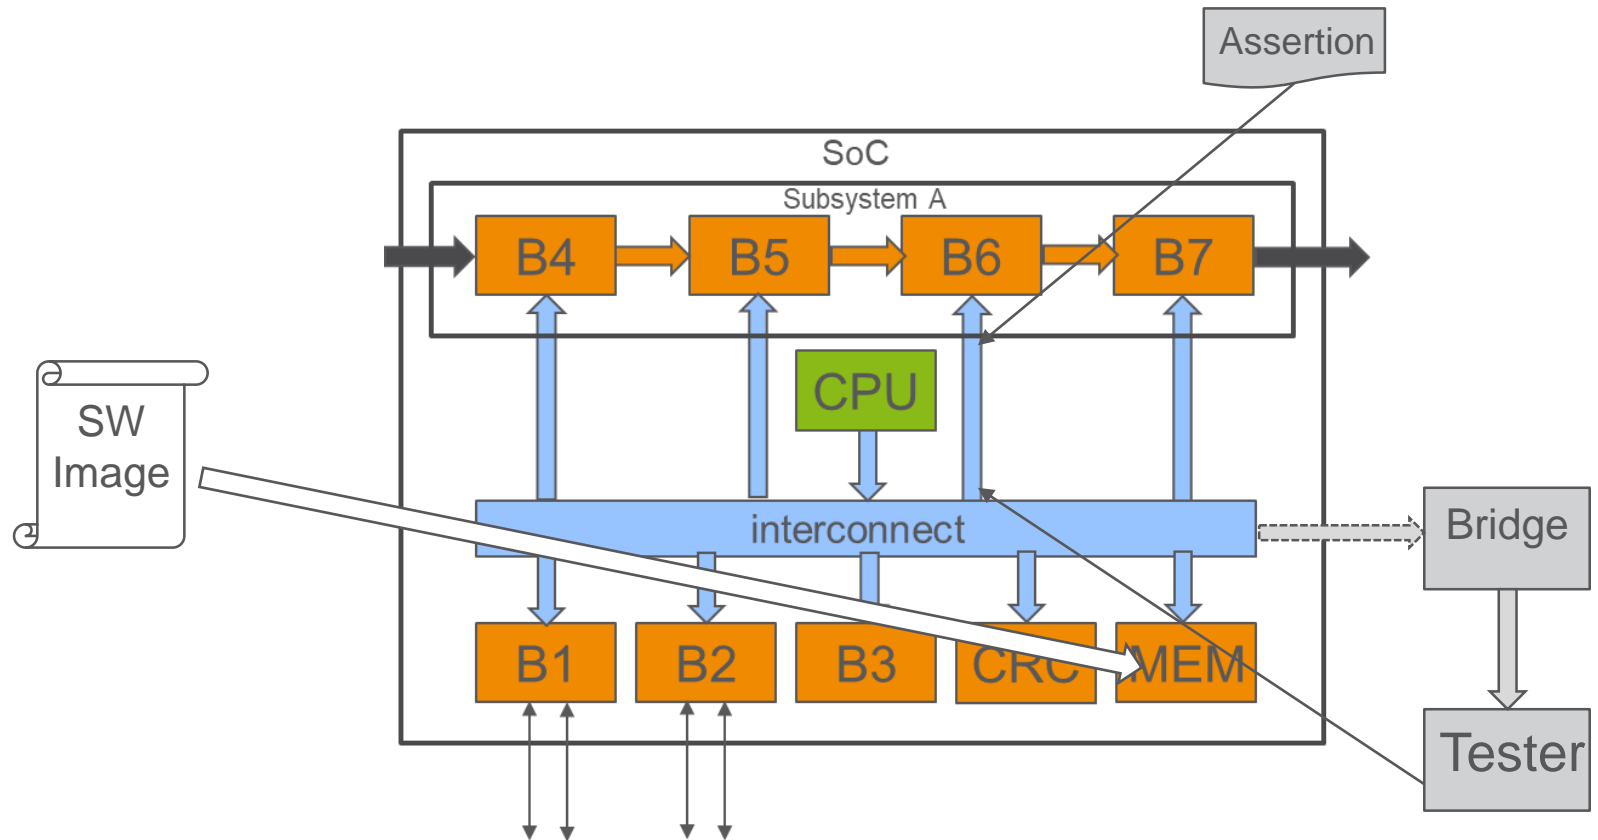 Assertion
SoC
Subsystem A
B4
B5
B6
B7
CPU
SW
Image
interconnect
Bridge
B1
B2
B3
CRC
MEM
Tester